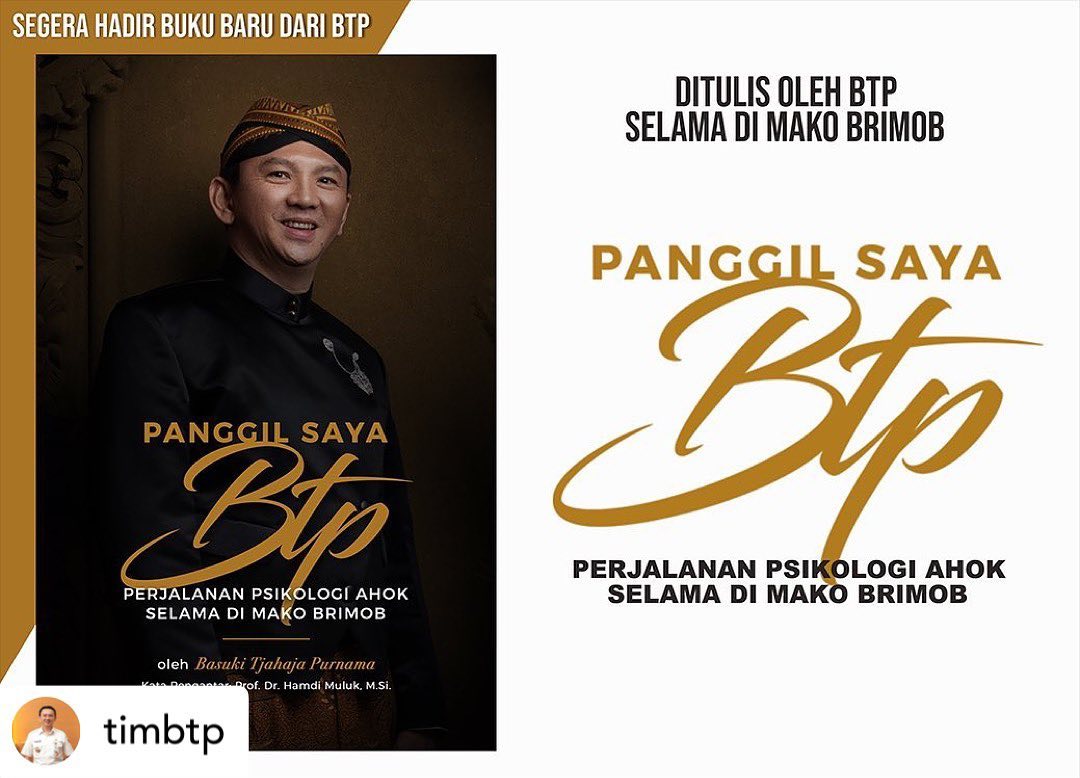 SEGERA HADIR BUKU BARU DARI BTP
PANGGIL SAYA
Btp
PERJALANAN PSIKOLOGI AHOK
SELAMA DI MAKO BRIMOB
oleh Basuki Tjahaja Purnama
Kata Pengantar: Prof. Dr. Hamdi Muluk, M.Si.
timbtp
DITULIS OLEH BTP
SELAMA DI MAKO BRIMOB
PANGGIL SAYA
Btp
PERJALANAN PSIKOLOGI AHOK
SELAMA DI MAKO BRIMOB